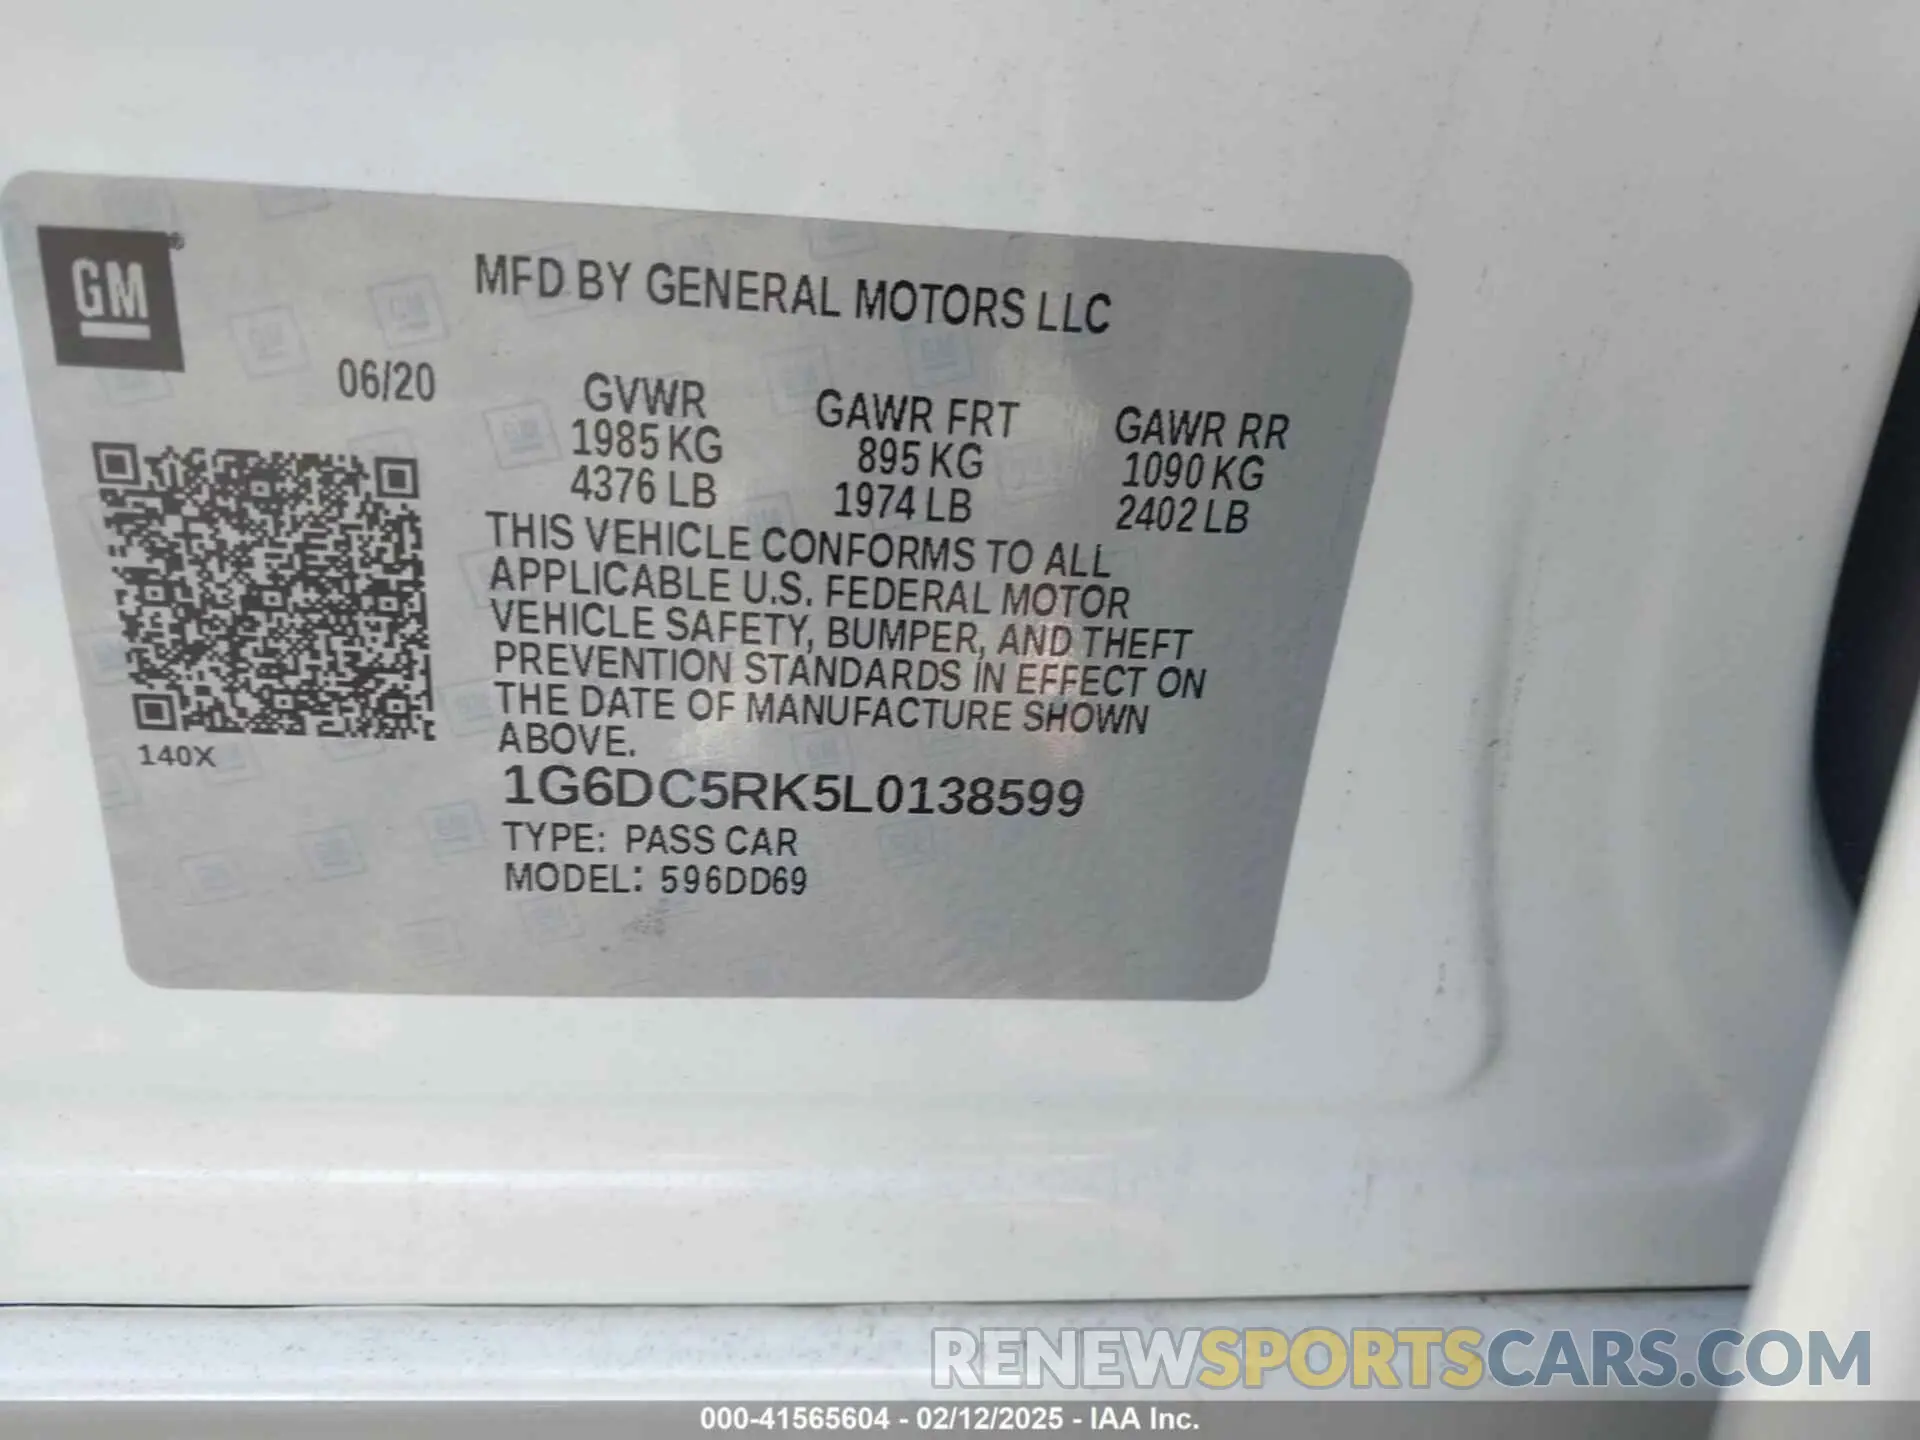 GM
MFD BY GENERAL MOTORS LLC
06/20
GVWR GAWR FRT GAWR RR
1985 KG 895 KG 1090 KG
4376 LB 1974 LB 2402 LB
THIS VEHICLE CONFORMS TO ALL
APPLICABLE U.S. FEDERAL MOTOR
VEHICLE SAFETY, BUMPER, AND THEFT
PREVENTION STANDARDS IN EFFECT ON
THE DATE OF MANUFACTURE SHOWN
ABOVE.
140X
1G6DC5RK5L0138599
TYPE: PASS CAR
MODEL: 596DD69
RENEWSPORTSCARS.COM
000-41565604 - 02/12/2025 - IAA Inc.